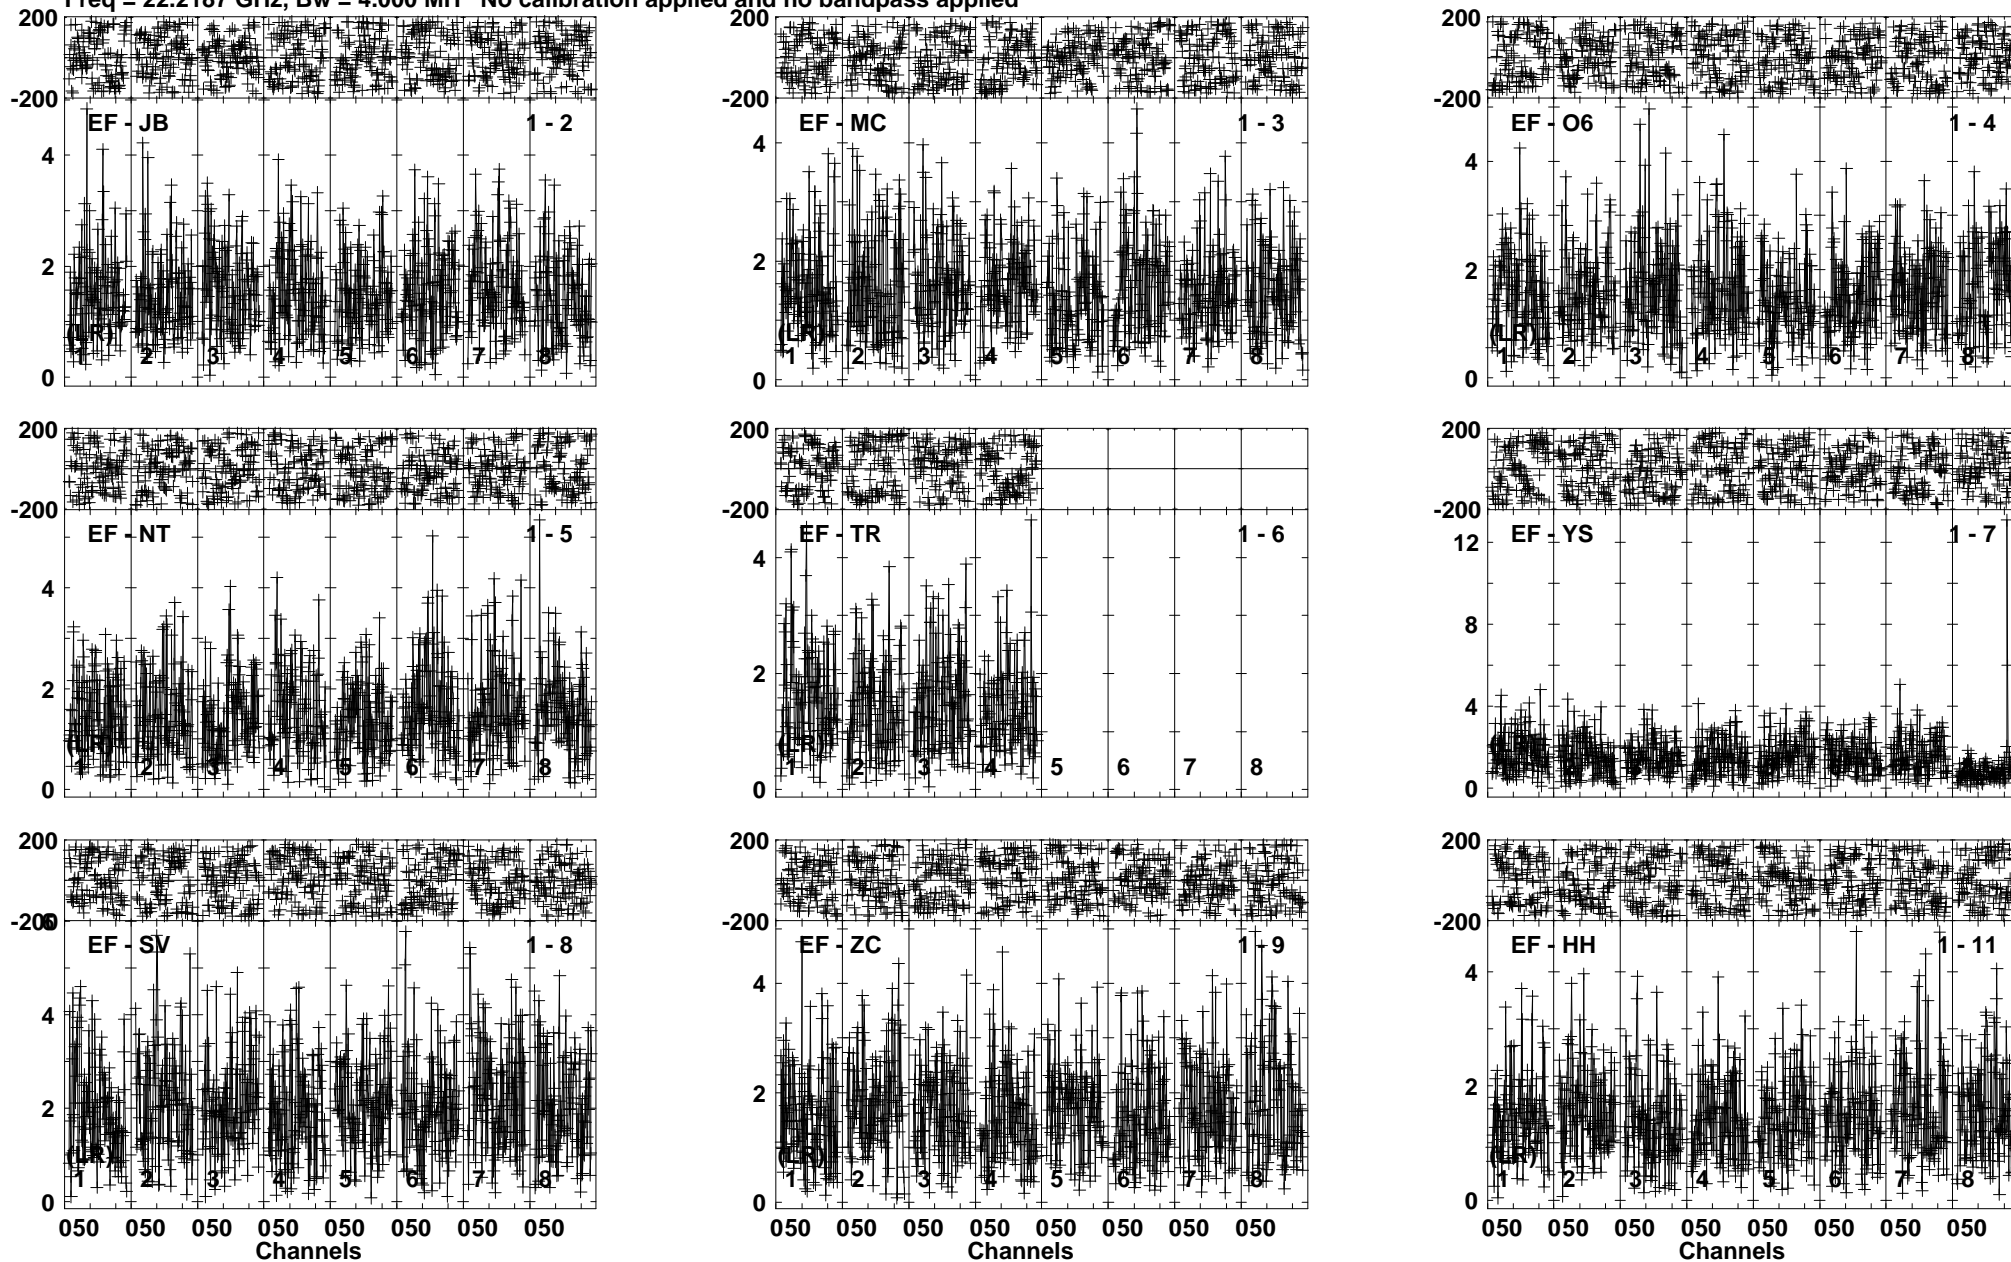 Freq = 22.2187 GHz, Bw = 4.000 MH No calibration applied and no bandpass applied
200 200 200
-200 -200 -200
EF - JB 1 - 2 EF - MC 1 - 3 EF - O6 1 - 4
4 4 4
2 2 2
(LR) (LR) (LR)
1 2 3 4 5 6 7 8 1 2 3 4 5 6 7 8 1 2 3 4 5 6 7 8
0 0 0
200 200 200
-200 -200 -200
EF - NT 1 - 5 EF - TR 1 - 6 EF - YS 1 - 7
4 4 12
8
2 2 4
(LR) (LR) (LR)
1 2 3 4 5 6 7 8 1 2 3 4 5 6 7 8
0 0 0
200 200 200
-200 -200 -200
6
EF - SV 1 - 8 EF - ZC 1 - 9 EF - HH 1 - 11
4 4 4
2 2 2
(LR) (LR) (LR)
1 2 3 4 5 6 7 8 1 2 3 4 5 6 7 8 1 2 3 4 5 6 7 8
0 0 0
050 050 050 050 050 050 050 050 050 050 050 050 050 050 050 050 050 050 050 050 050 050 050 050
Channels Channels Channels